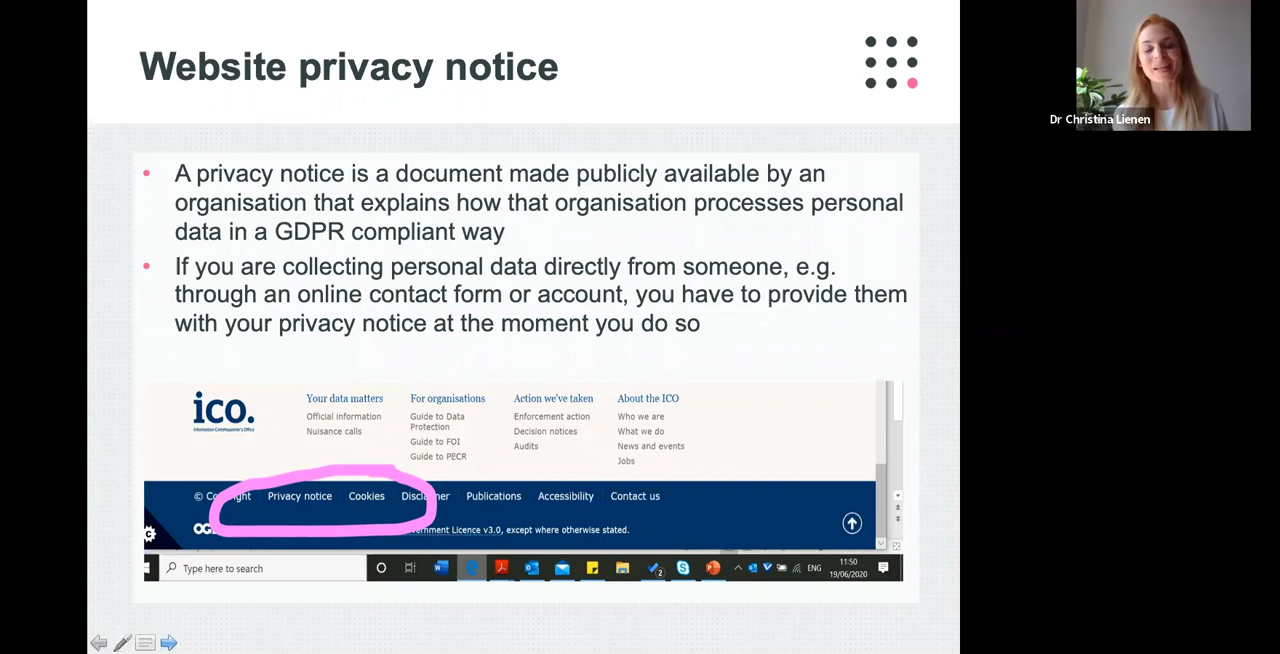 Website privacy notice
Dr Christina Lienen
• A privacy notice is a document made publicly available by an
organisation that explains how that organisation processes personal
data in a GDPR compliant way
• If you are collecting personal data directly from someone, e.g.
through an online contact form or account, you have to provide them
with your privacy notice at the moment you do so
ico.
Information Commissioner's Office
Your data matters
Official information
Nuisance calls
For organisations
Guide to Data
Protection
Guide to FOI
Guide to PECR
Action we've taken
Enforcement action
Decision notices
Audits
About the ICO
Who we are
What we do
News and events
Jobs
© Copyright Privacy notice Cookies Disclaimer Publications Accessibility Contact us
Licence v3.0, except where otherwise stated.
Type here to search
2
ENG
11:50
19/06/2020